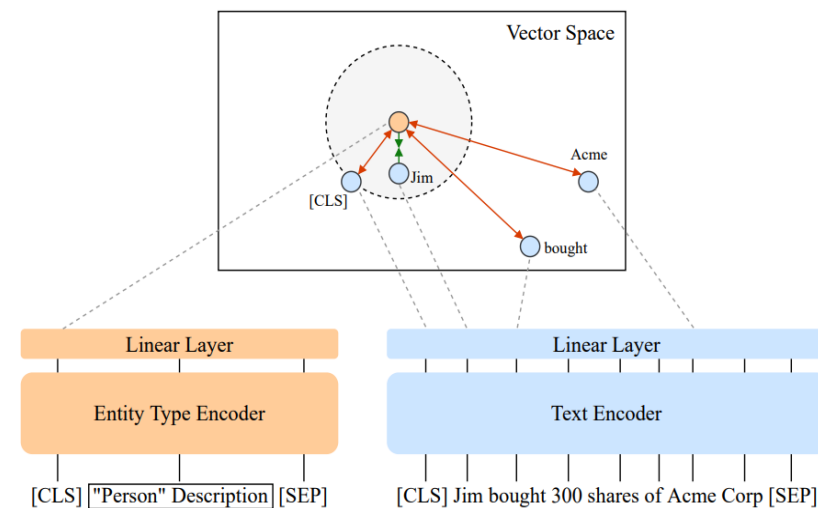 Vector Space
Acme
Jim
[CLS]
bought
Linear Layer
Linear Layer
Entity Type Encoder
Text Encoder
[CLS] "Person" Description [SEP]
[CLS] Jim bought 300 shares of Acme Corp [SEP]